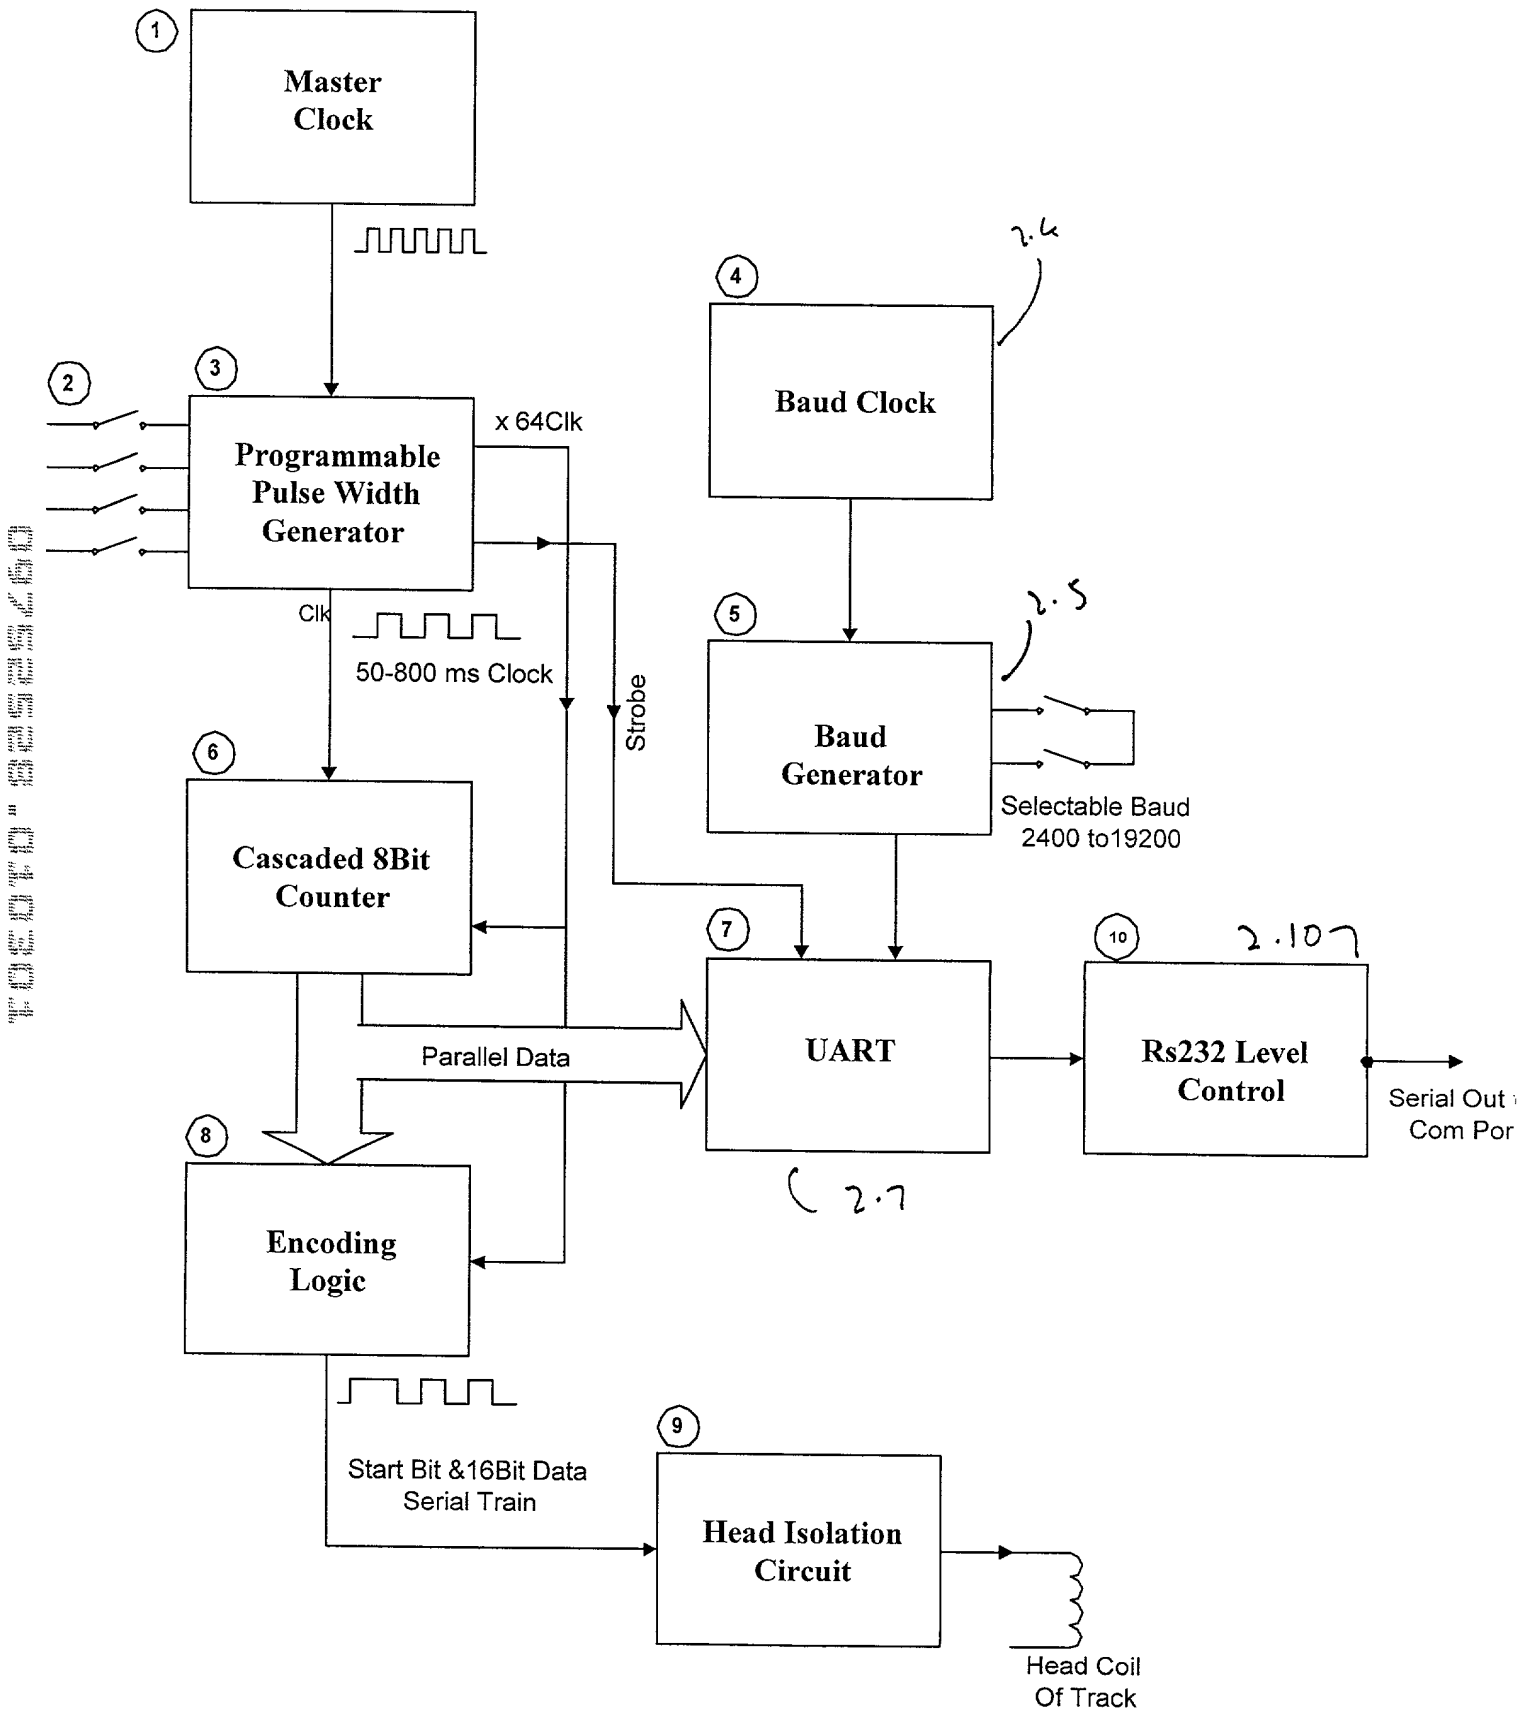 1
Master
Clock
2.4
4
Baud Clock
2
3
x 64Clk
Programmable
Pulse Width
Generator
Clk
50-800 ms Clock
Strobe
2.5
5
Baud
Generator
Selectable Baud
2400 to19200
6
Cascaded 8Bit
Counter
7
UART
10
2.10
Rs232 Level
Control
Serial Out
Com Por
Parallel Data
2.7
8
Encoding
Logic
Start Bit &16Bit Data
Serial Train
9
Head Isolation
Circuit
Head Coil
Of Track